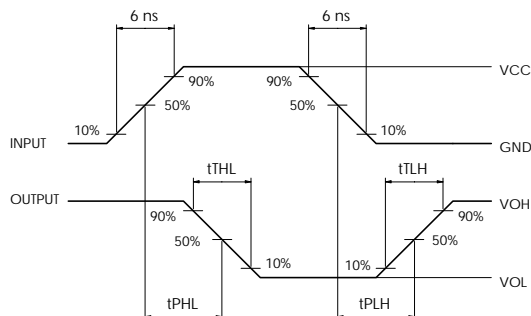 6 ns 6 ns
90% 90% VCC
50% 50%
INPUT 10% 10% GND
OUTPUT tTHL tTLH VOH
90% 90%
50% 50%
10% 10% VOL
tPHL tPLH